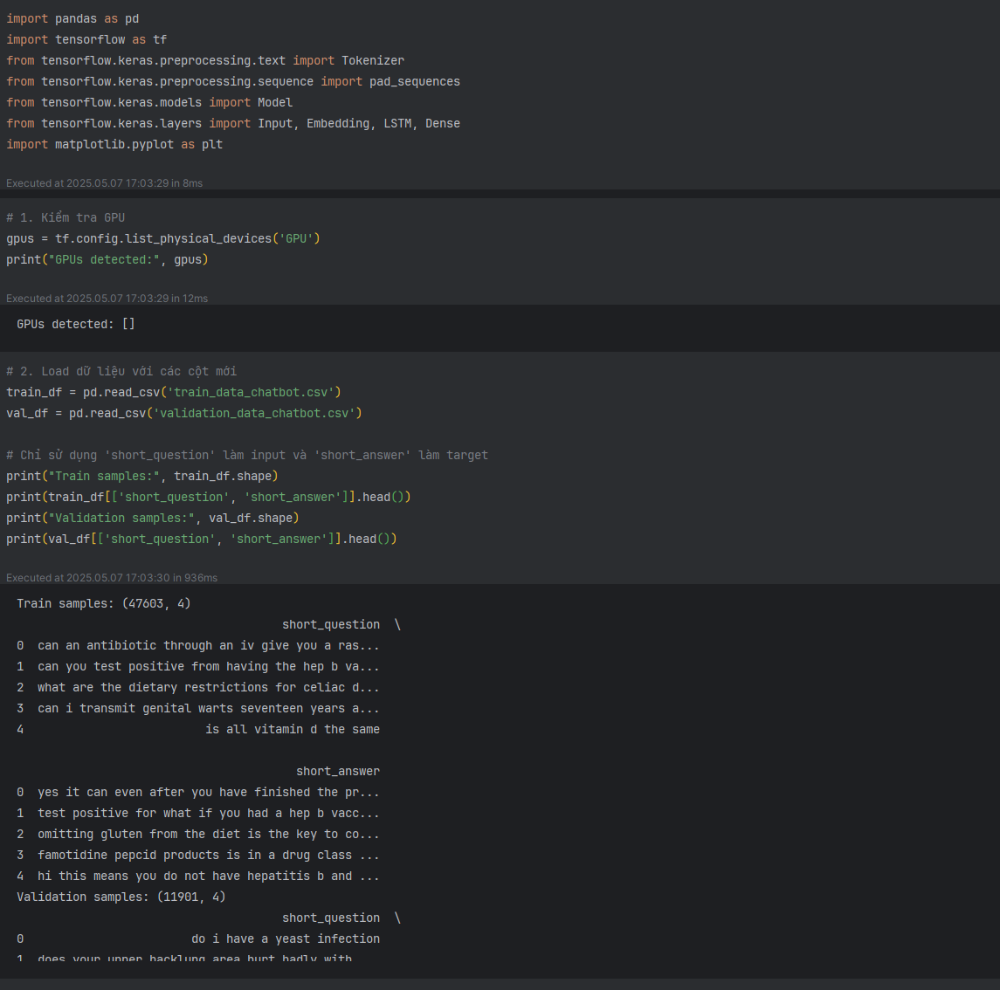 import pandas as pd
import tensorflow as tf
from tensorflow.keras.preprocessing.text import Tokenizer
from tensorflow.keras.preprocessing.sequence import pad_sequences
from tensorflow.keras.models import Model
from tensorflow.keras.layers import Input, Embedding, LSTM, Dense
import matplotlib.pyplot as plt
Executed at 2025.05.07 17:03:29 in 8ms
# 1. Kiểm tra GPU
gpus = tf.config.list_physical_devices('GPU')
print("GPUs detected:", gpus)
Executed at 2025.05.07 17:03:29 in 12ms
GPUs detected: []
# 2. Load dữ liệu với các cột mới
train_df = pd.read_csv('train_data_chatbot.csv')
val_df = pd.read_csv('validation_data_chatbot.csv')
# Chỉ sử dụng 'short_question' làm input và 'short_answer' làm target
print("Train samples:", train_df.shape)
print(train_df[['short_question', 'short_answer']].head())
print("Validation samples:", val_df.shape)
print(val_df[['short_question', 'short_answer']].head())
Executed at 2025.05.07 17:03:30 in 936ms
Train samples: (47603, 4)
short_question \
0 can an antibiotic through an iv give you a ras...
1 can you test positive from having the hep b va...
2 what are the dietary restrictions for celiac d...
3 can i transmit genital warts seventeen years a...
4 is all vitamin d the same
short_answer
0 yes it can even after you have finished the pr...
1 test positive for what if you had a hep b vacc...
2 omitting gluten from the diet is the key to co...
3 famotidine pepcid products is in a drug class ...
4 hi this means you do not have hepatitis b and ...
Validation samples: (11901, 4)
short_question \
0 do i have a yeast infection
1 does your upper backlung area hurt badly with